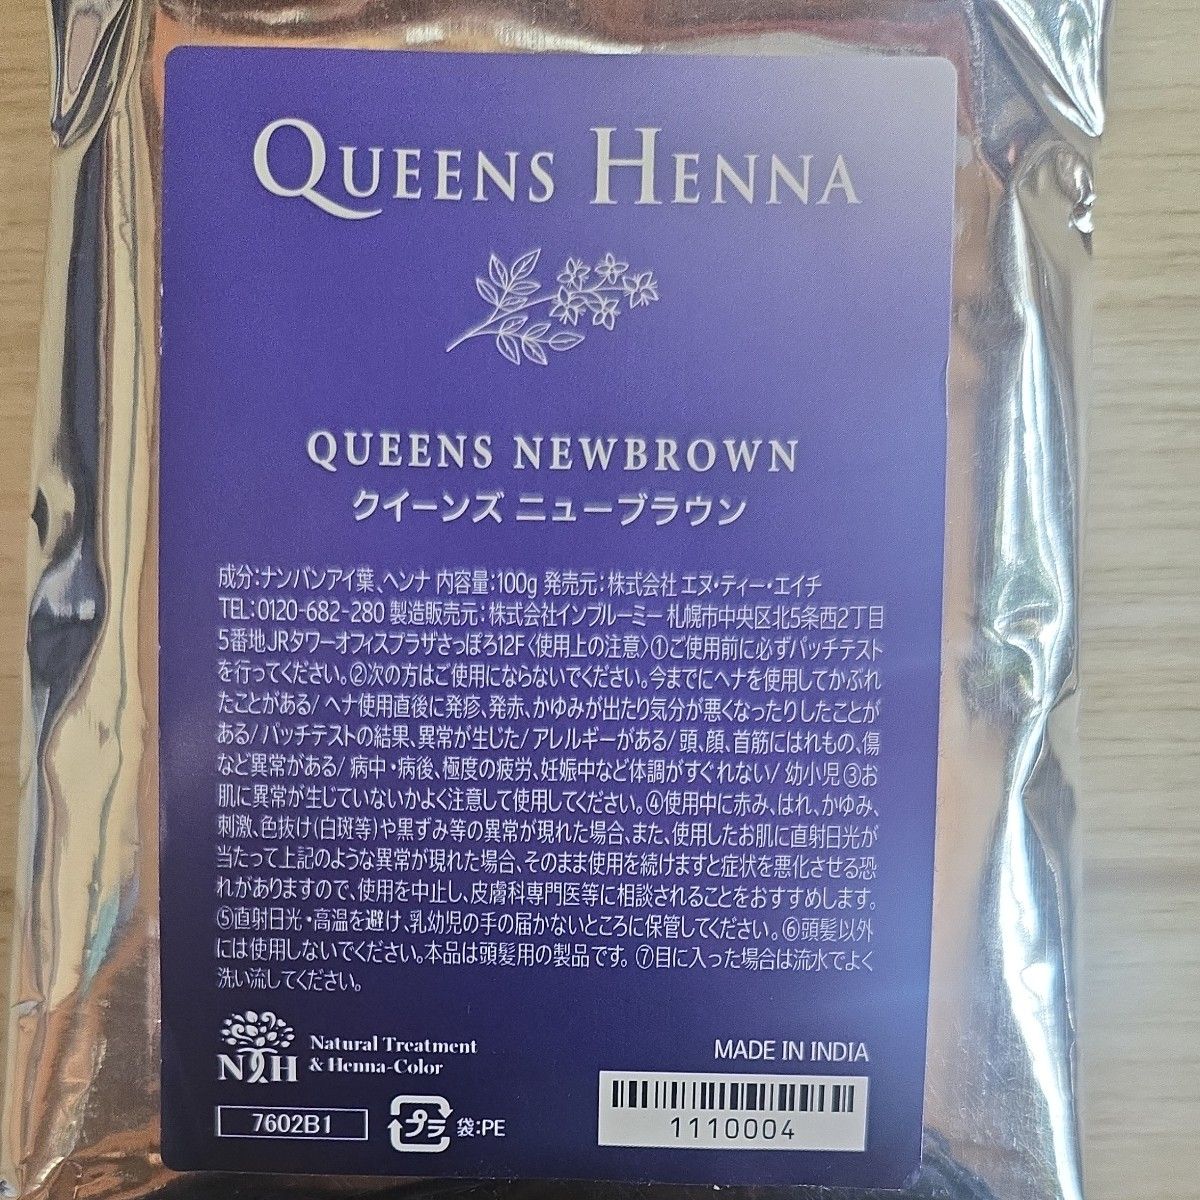 QUEENS HENNA
QUEENS NEWBROWN
クイーンズ ニューブラウン
成分:ナンバンアイ葉、ヘンナ 内容量:100g 発売元:株式会社 エヌ・ティー・エイチ
TEL:0120-682-280 製造販売元:株式会社インブルーミー 札幌市中央区北5条西2丁目
5番地JRタワーオフィスプラザさっぽろ12F〈使用上の注意〉①ご使用前に必ずパッチテスト
を行ってください。②次の方はご使用にならないでください。今までにヘナを使用してかぶれ
たことがある/ヘナ使用直後に発疹、発赤、かゆみが出たり気分が悪くなったりしたことが
ある/パッチテストの結果、異常が生じた/アレルギーがある/頭、顔、首筋にはれもの、傷
など異常がある/病中・病後、極度の疲労、妊娠中など体調がすぐれない/幼小児③お
肌に異常が生じていないかよく注意して使用してください。④使用中に赤み、はれ、かゆみ、
刺激、色抜け(白斑等)や黒ずみ等の異常が現れた場合、また、使用したお肌に直射日光が
当たって上記のような異常が現れた場合、そのまま使用を続けますと症状を悪化させる恐
れがありますので、使用を中止し、皮膚科専門医等に相談されることをおすすめします。
⑤直射日光・高温を避け、乳幼児の手の届かないところに保管してください。⑥頭髪以外
には使用しないでください。本品は頭髪用の製品です。⑦目に入った場合は流水でよく
洗い流してください。
NTH Natural Treatment
& Henna-Color
MADE IN INDIA
7602B1
プラ 袋:PE
1110004